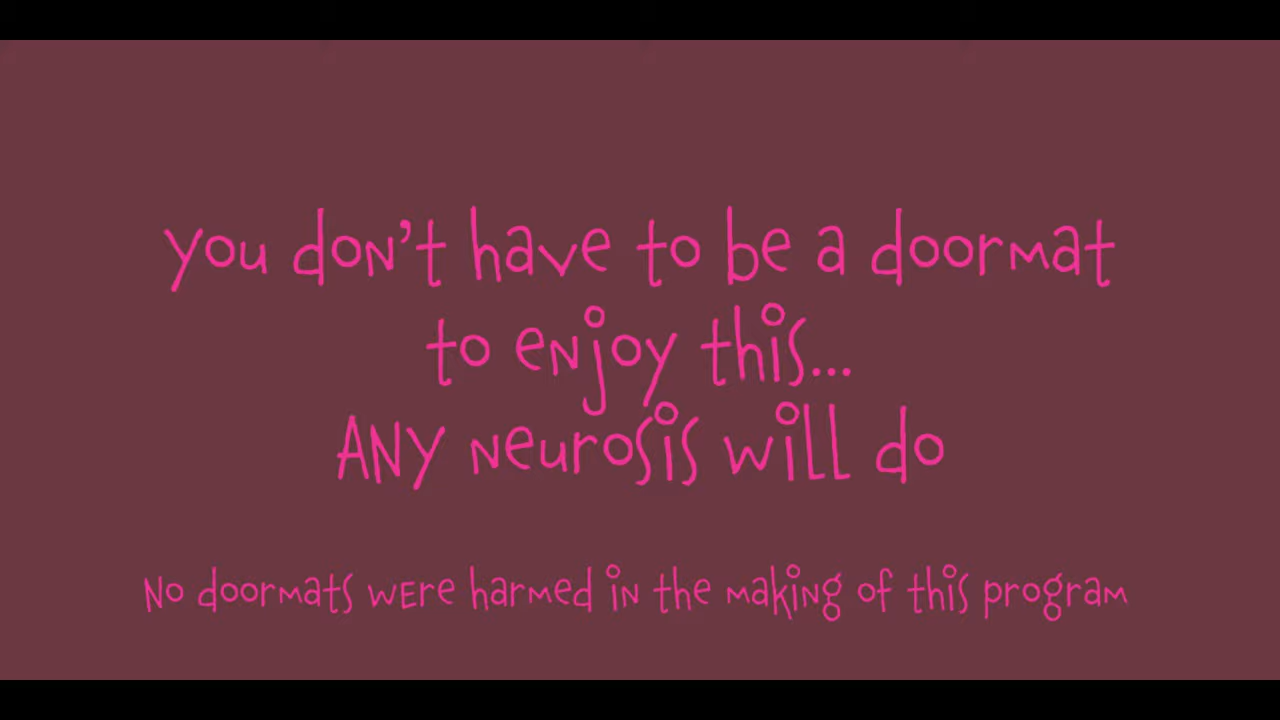 you don't have to be a doormat
to enjoy this...
ANY neurosis will do
No doormats were harmed in the making of this program